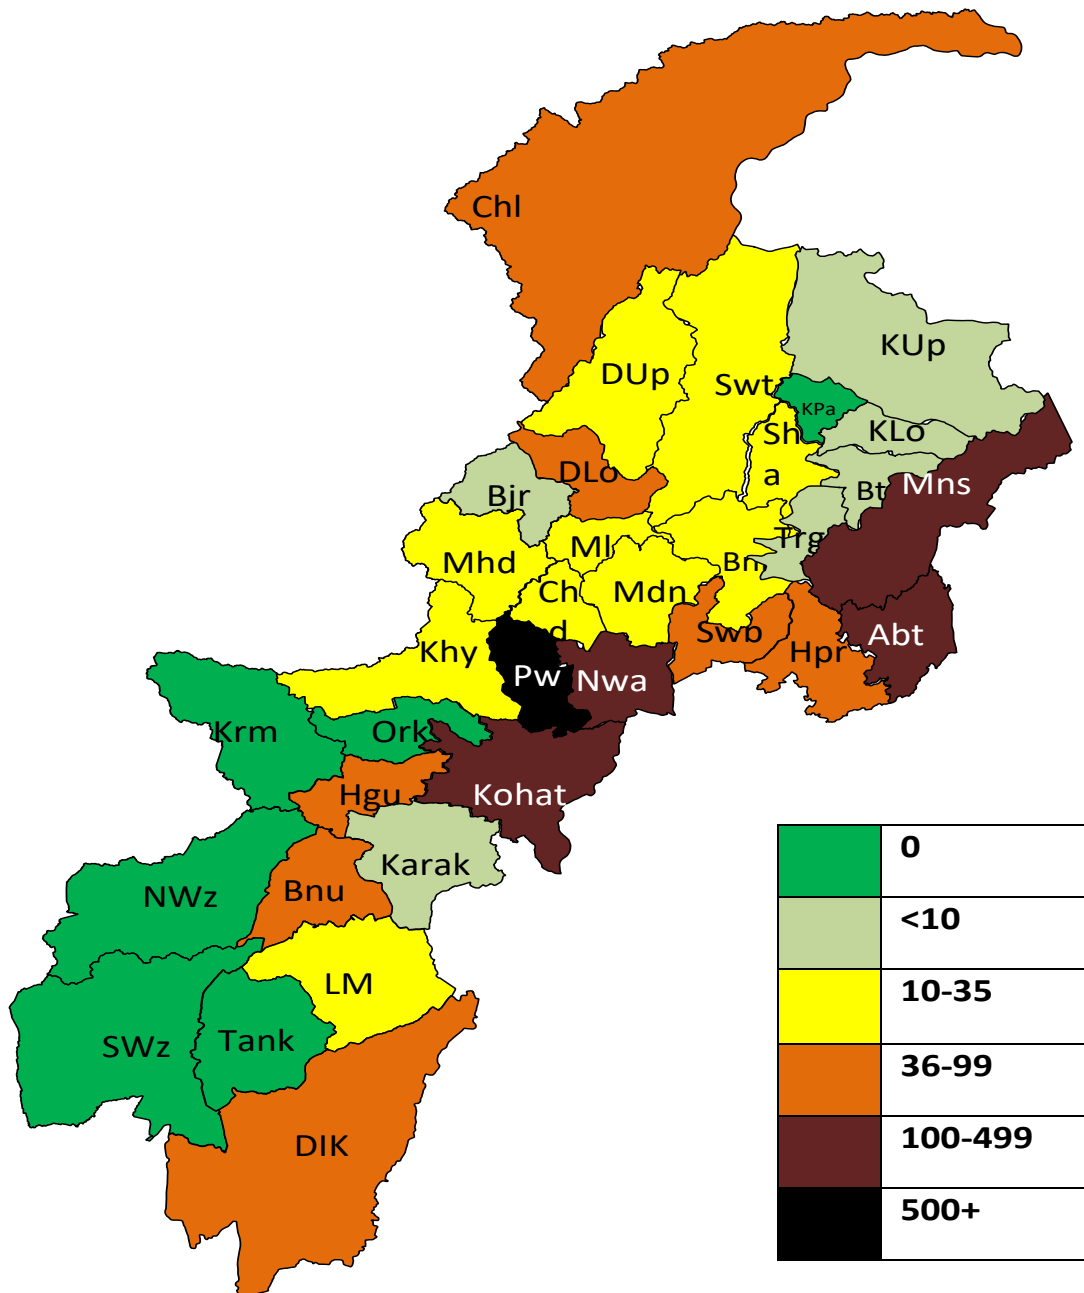 Chl
KUp
DUp
Swt
KPa
Sh
a
KLo
DLo
Bjr
Bt
Mns
Trg
Ml
Mhd
Bn
Ch
d
Mdn
Swb
Abt
Hpr
Khy
Pw
Nwa
Krm
Ork
Hgu
Kohat
Karak
NWz
Bnu
LM
SWz
Tank
DIK
0
<10
10-35
36-99
100-499
500+